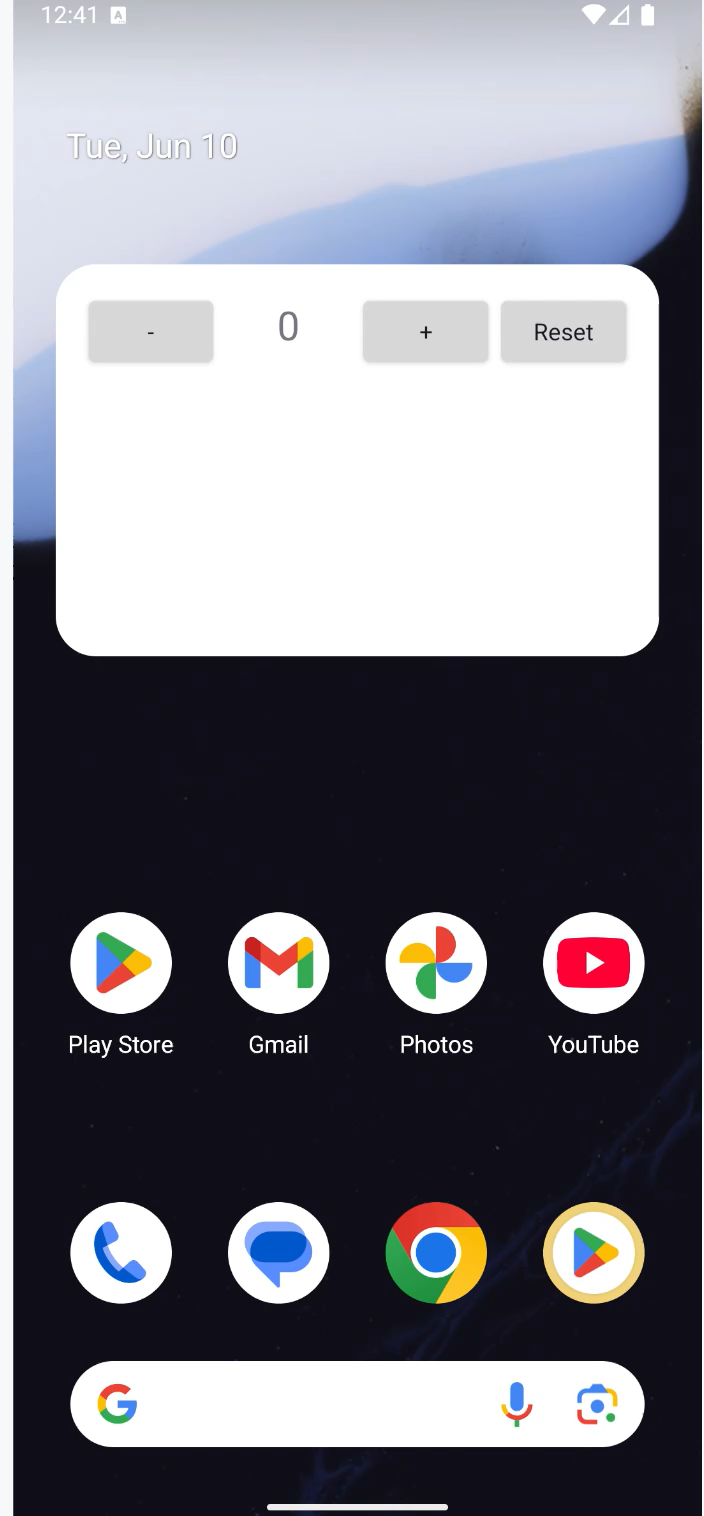 12:41 A
Tue, Jun 10
- 0 + Reset
Play Store Gmail Photos YouTube